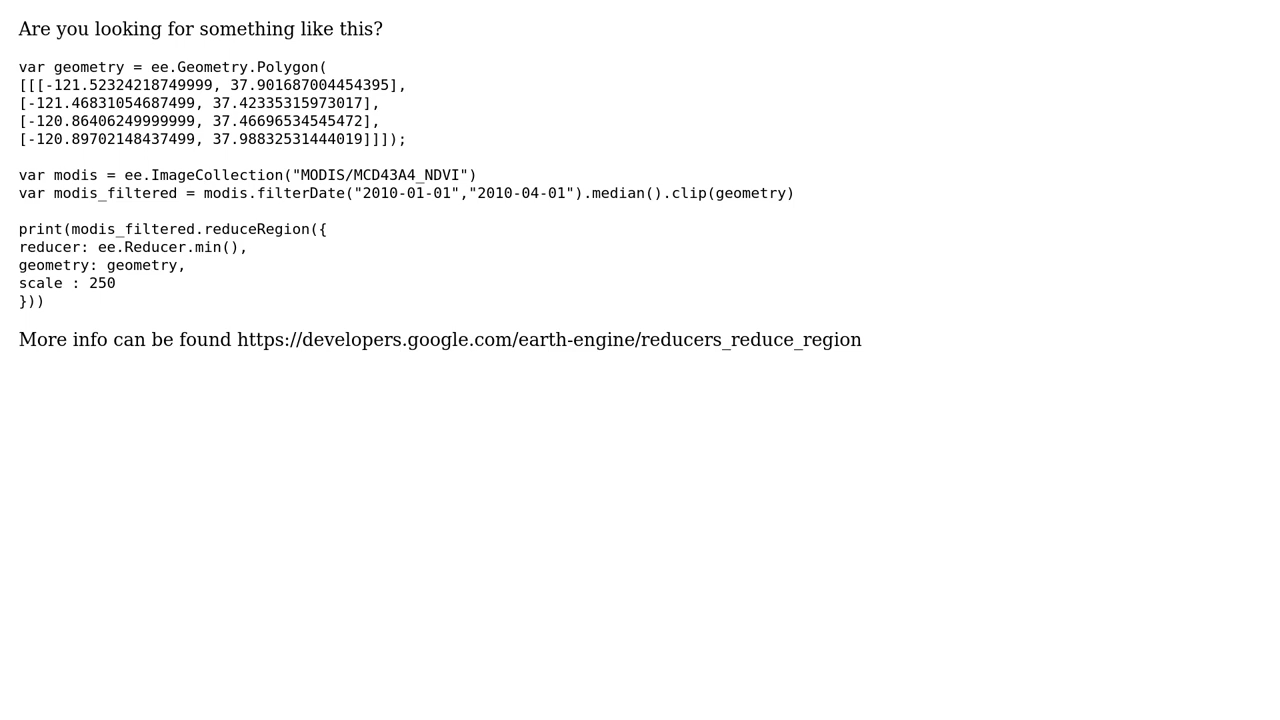 Are you looking for something like this?
var geometry = ee.Geometry.Polygon(
[[[-121.52324218749999, 37.901687004454395],
[-121.46831054687499, 37.42335315973017],
[-120.86406249999999, 37.46696534545472],
[-120.89702148437499, 37.98832531444019]]]);
var modis = ee.ImageCollection("MODIS/MCD43A4_NDVI")
var modis_filtered = modis.filterDate("2010-01-01","2010-04-01").median().clip(geometry)
print(modis_filtered.reduceRegion({
reducer: ee.Reducer.min(),
geometry: geometry,
scale : 250
}))
More info can be found https://developers.google.com/earth-engine/reducers_reduce_region